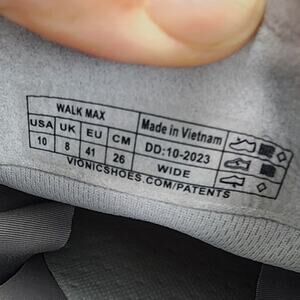 WALK MAX
USA UK EU CM
10 8 41 26
Made in Vietnam
DD:10-2023
WIDE
VIONICSHOES.COM/PATENTS